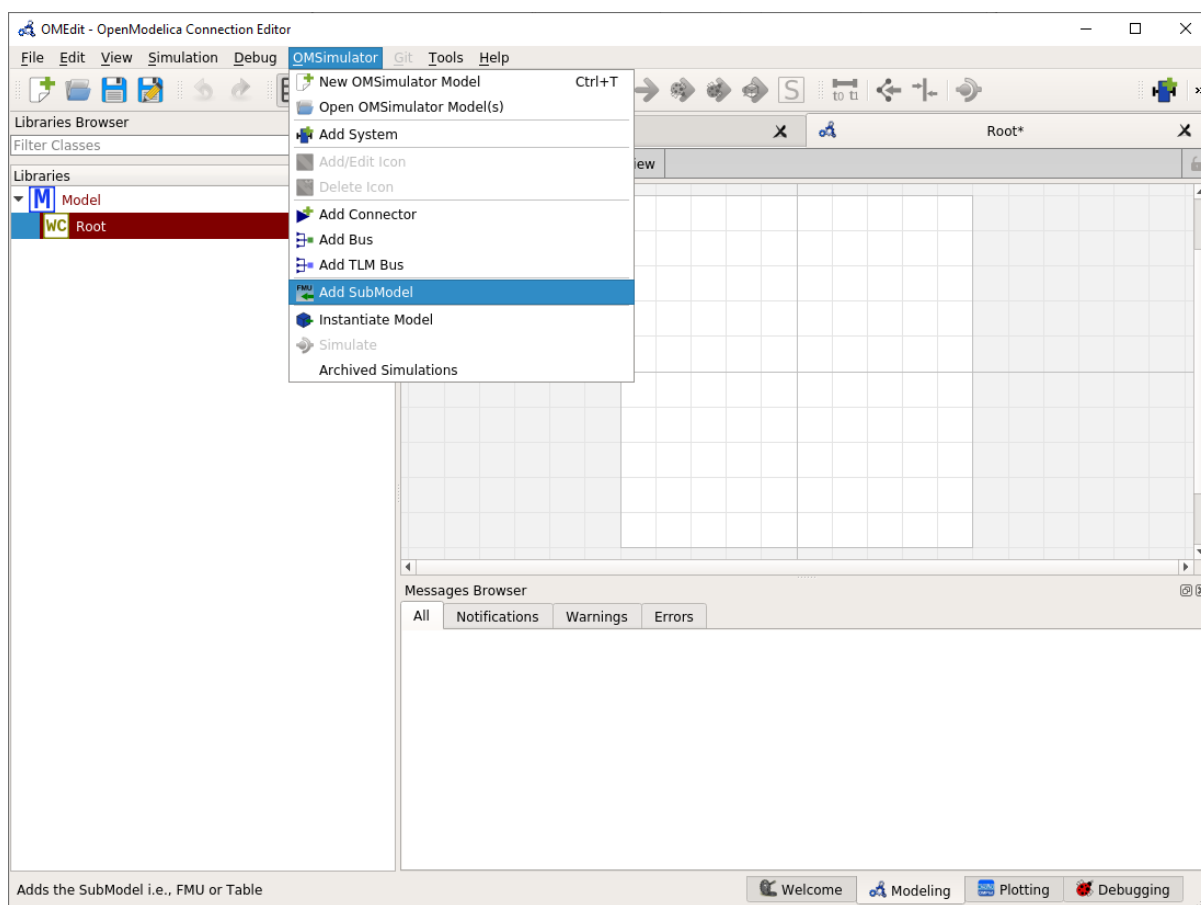 OMEdit - OpenModelica Connection Editor
File Edit View Simulation Debug OMSimulator Git Tools Help
New OMSimulator Model Ctrl+T
Open OMSimulator Model(s)
Add System
Add/Edit Icon
Delete Icon
Add Connector
Add Bus
Add TLM Bus
FMU Add SubModel
Instantiate Model
Simulate
Archived Simulations
S
to t1
Libraries Browser
Filter Classes
Libraries
M Model
WC Root
Root*
iew
Messages Browser
All Notifications Warnings Errors
Adds the SubModel i.e., FMU or Table
Welcome Modeling Plotting Debugging